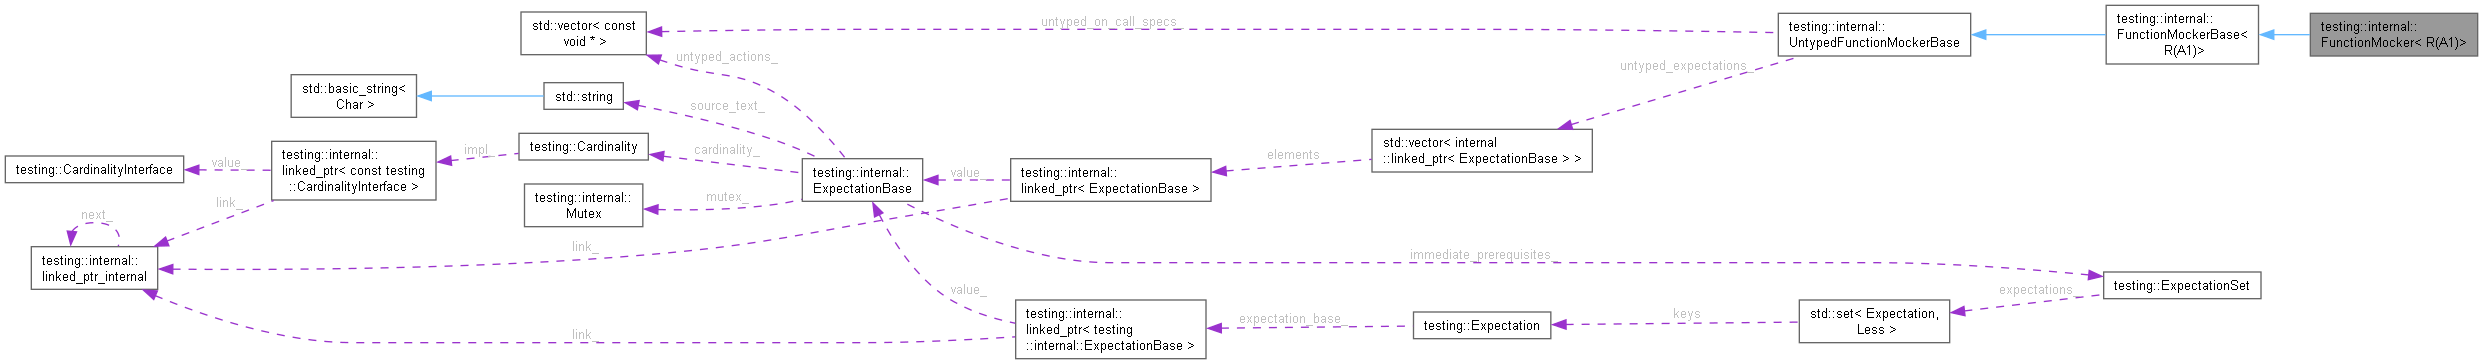 std::vector< const
void * >
untyped_on_call_specs_
testing::internal::
UntypedFunctionMockerBase
testing::internal::
FunctionMockerBase<
R(A1)>
testing::internal::
FunctionMocker< R(A1)>
untyped_actions_
untyped_expectations_
std::basic_string<
Char >
std::string
source_text_
testing::CardinalityInterface
value_
testing::internal::
linked_ptr< const testing
::CardinalityInterface >
impl_
testing::Cardinality
cardinality_
testing::internal::
ExpectationBase
value_
testing::internal::
linked_ptr< ExpectationBase >
elements
std::vector< internal
::linked_ptr< ExpectationBase > >
testing::internal::
Mutex
mutex_
link_
next_
testing::internal::
linked_ptr_internal
link_
immediate_prerequisites_
testing::ExpectationSet
value_
expectations_
link_
testing::internal::
linked_ptr< testing
::internal::ExpectationBase >
expectation_base_
testing::Expectation
keys
std::set< Expectation,
Less >